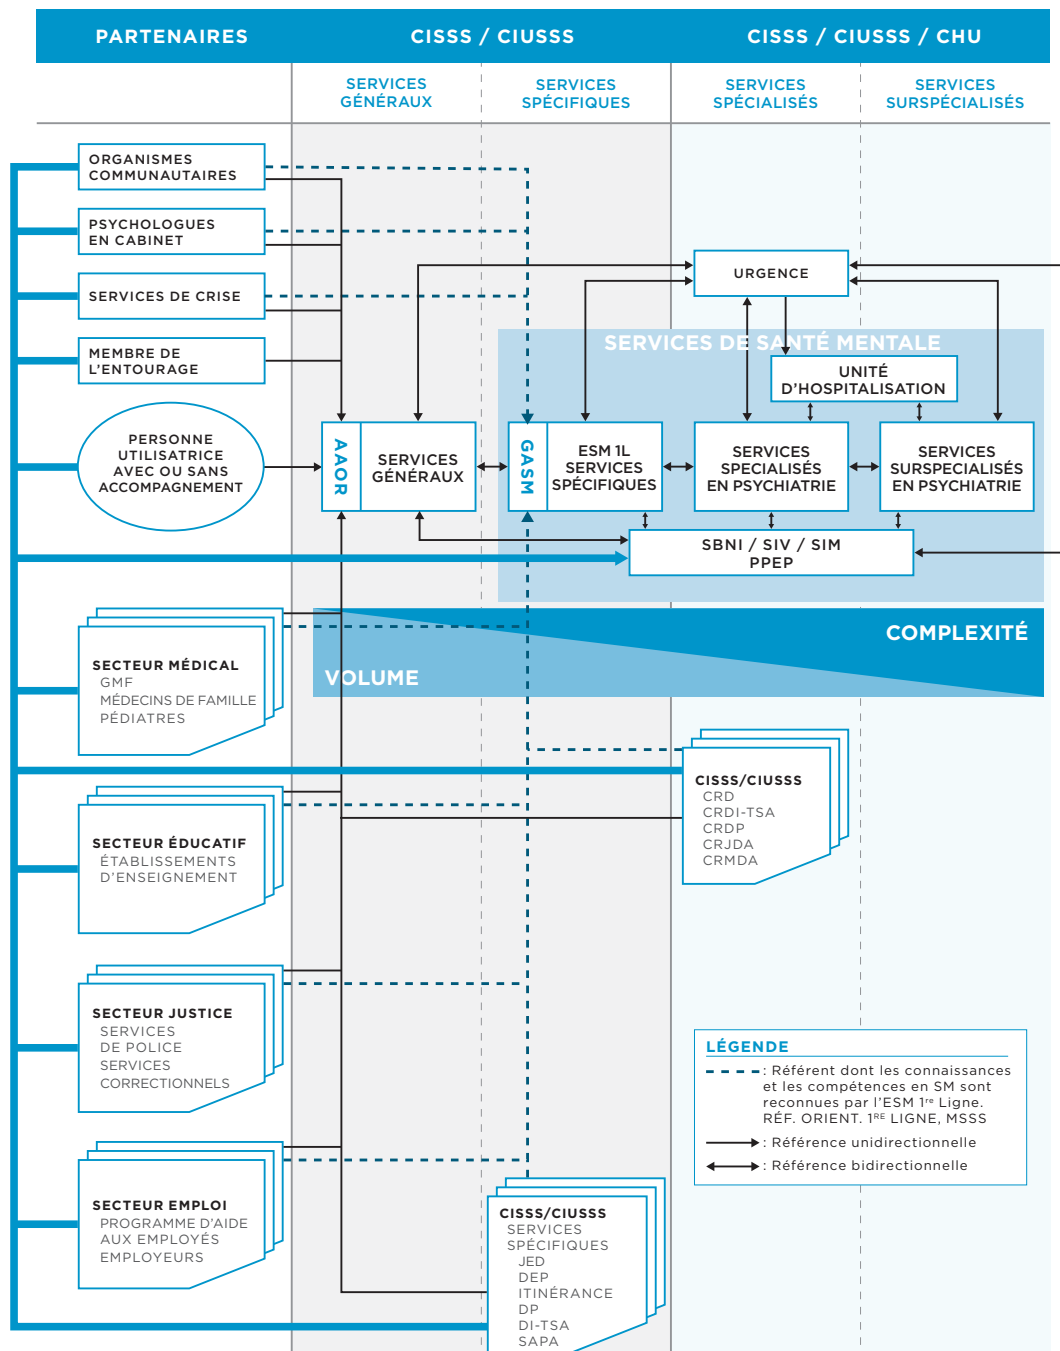 PARTENAIRES
CISSS / CIUSSS
CISSS / CIUSSS / CHU
SERVICES
GÉNÉRAUX
SERVICES
SPÉCIFIQUES
SERVICES
SPÉCIALISÉS
SERVICES
SURSPÉCIALISÉS
ORGANISMES
COMMUNAUTAIRES
PSYCHOLOGUES
EN CABINET
SERVICES DE CRISE
MEMBRE DE
L'ENTOURAGE
PERSONNE
UTILISATRICE
AVEC OU SANS
ACCOMPAGNEMENT
URGENCE
SERVICES DE SANTÉ MENTALE
UNITÉ
D'HOSPITALISATION
AAOR
SERVICES
GÉNÉRAUX
GASM
ESM 1L
SERVICES
SPÉCIFIQUES
SERVICES
SPECIALISÉS
EN PSYCHIATRIE
SERVICES
SURSPECIALISÉS
EN PSYCHIATRIE
SBNI / SIV / SIM
PPEP
COMPLEXITÉ
VOLUME
SECTEUR MÉDICAL
GMF
MÉDECINS DE FAMILLE
PÉDIATRES
CISSS/CIUSSS
CRD
CRDI-TSA
CRDP
CRJDA
CRMDA
SECTEUR ÉDUCATIF
ÉTABLISSEMENTS
D'ENSEIGNEMENT
SECTEUR JUSTICE
SERVICES
DE POLICE
SERVICES
CORRECTIONNELS
LÉGENDE
: Référent dont les connaissances
et les compétences en SM sont
reconnues par l'ESM 1re Ligne.
RÉF. ORIENT. 1RE LIGNE, MSSS
: Référence unidirectionnelle
: Référence bidirectionnelle
SECTEUR EMPLOI
PROGRAMME D'AIDE
AUX EMPLOYÉS
EMPLOYEURS
CISSS/CIUSSS
SERVICES
SPÉCIFIQUES
JED
DEP
ITINÉRANCE
DP
DI-TSA
SAPA